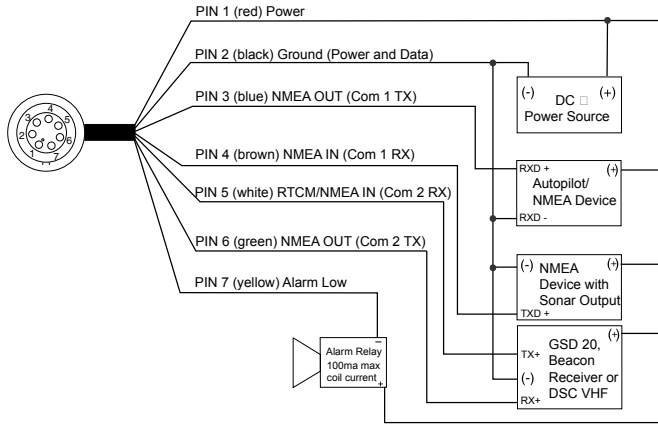 PIN 1 (red) Power
PIN 2 (black) Ground (Power and Data)
PIN 3 (blue) NMEA OUT (Com 1 TX)
PIN 4 (brown) NMEA IN (Com 1 RX)
PIN 5 (white) RTCM/NMEA IN (Com 2 RX)
PIN 6 (green) NMEA OUT (Com 2 TX)
PIN 7 (yellow) Alarm Low
4
3
5
2
6
1
7
(-)
(+)
DC □
Power Source
RXD +
(+)
Autopilot/
NMEA Device
RXD -
(-)
(+)
NMEA
Device with
Sonar Output
TXD +
(+)
TX+
GSD 20,
Beacon
Receiver or
DSC VHF
(-)
RX+
–
Alarm Relay
100ma max
coil current
+